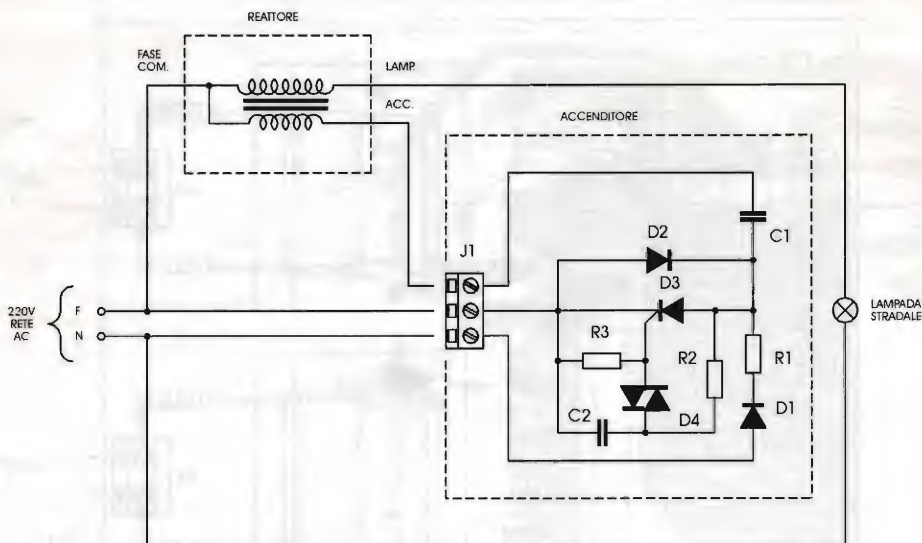 REATTORE
FASE
COM.
LAMP.
ACC.
ACCENDITORE
J1
D2
C1
D3
220V
RETE
AC
F
N
R3
R2
R1
LAMPADA
STRADALE
C2
D4
D1